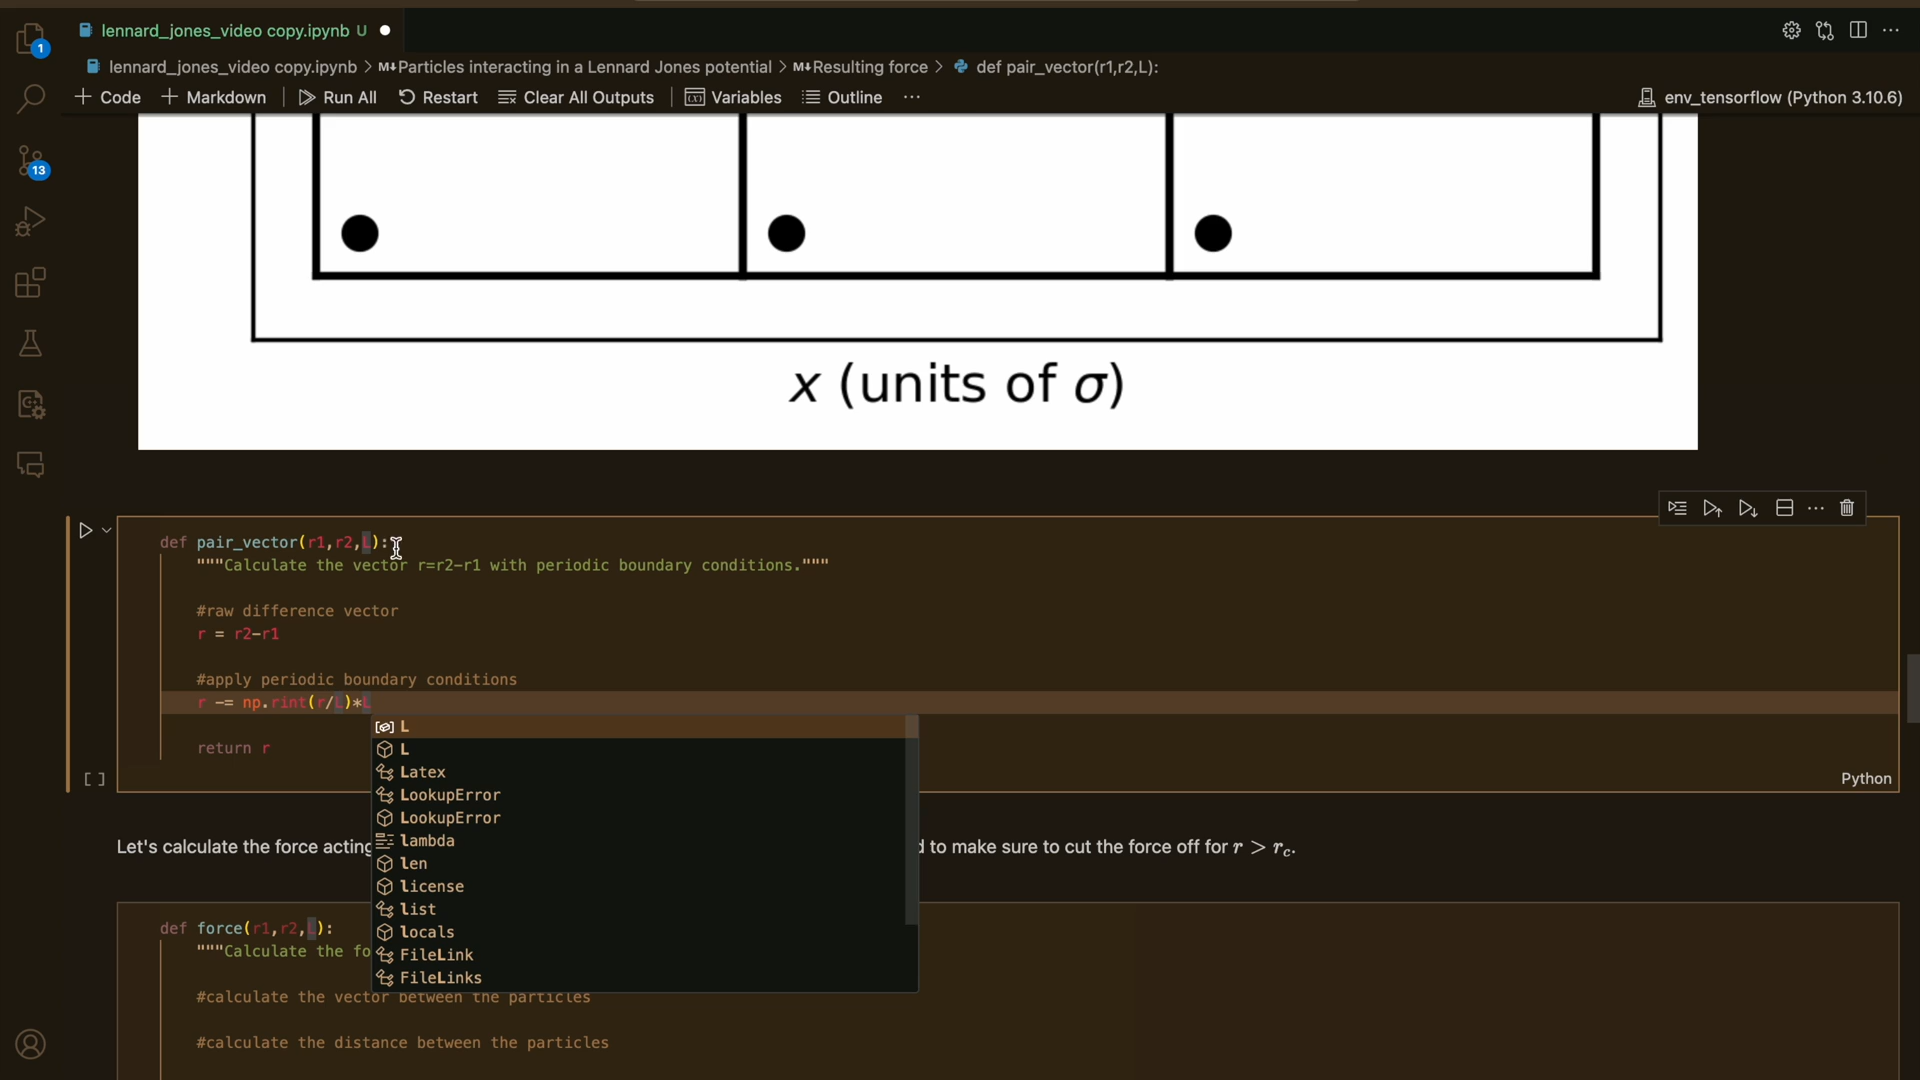 lennard_jones_video copy.ipynb U
lennard_jones_video copy.ipynb > M↓Particles interacting in a Lennard Jones potential > M↓Resulting force > def pair_vector(r1,r2,L):
+ Code + Markdown Run All Restart Clear All Outputs Variables Outline ··· env_tensorflow (Python 3.10.6)
1
13
x (units of σ)
def pair_vector(r1,r2,L):
"""Calculate the vector r=r2-r1 with periodic boundary conditions."""
#raw difference vector
r = r2-r1
#apply periodic boundary conditions
r -= np.rint(r/L)*L
return r
[ ]
Python
L
L
Latex
LookupError
LookupError
lambda
len
license
list
locals
FileLink
FileLinks
Let's calculate the force acting
to make sure to cut the force off for r > rc.
def force(r1,r2,L):
"""Calculate the fo
#calculate the vector between the particles
#calculate the distance between the particles